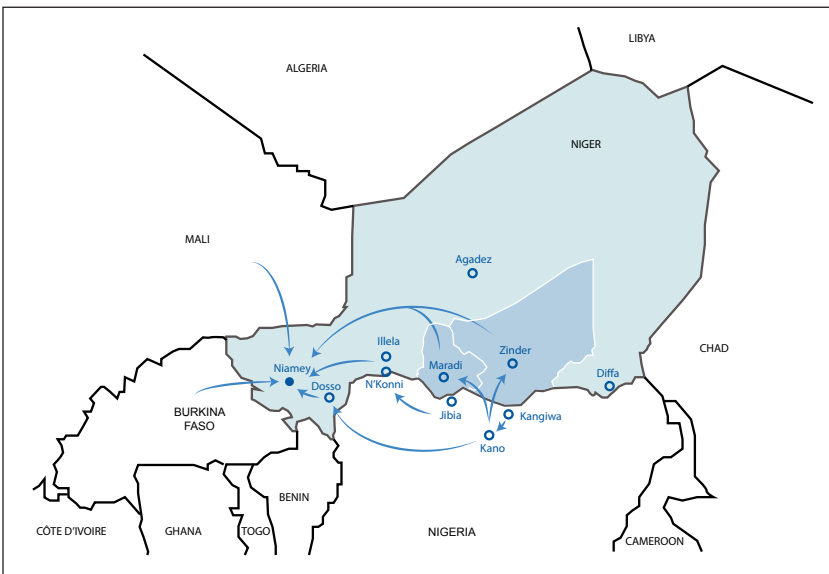 LIBYA
ALGERIA
NIGER
MALI
Agadez
Illela
Zinder
CHAD
Niamey
Maradi
Diffa
N'Konni
Dosso
BURKINA
FASO
Jibia
Kangiwa
Kano
BENIN
CÔTE D'IVOIRE
GHANA
TOGO
NIGERIA
CAMEROON